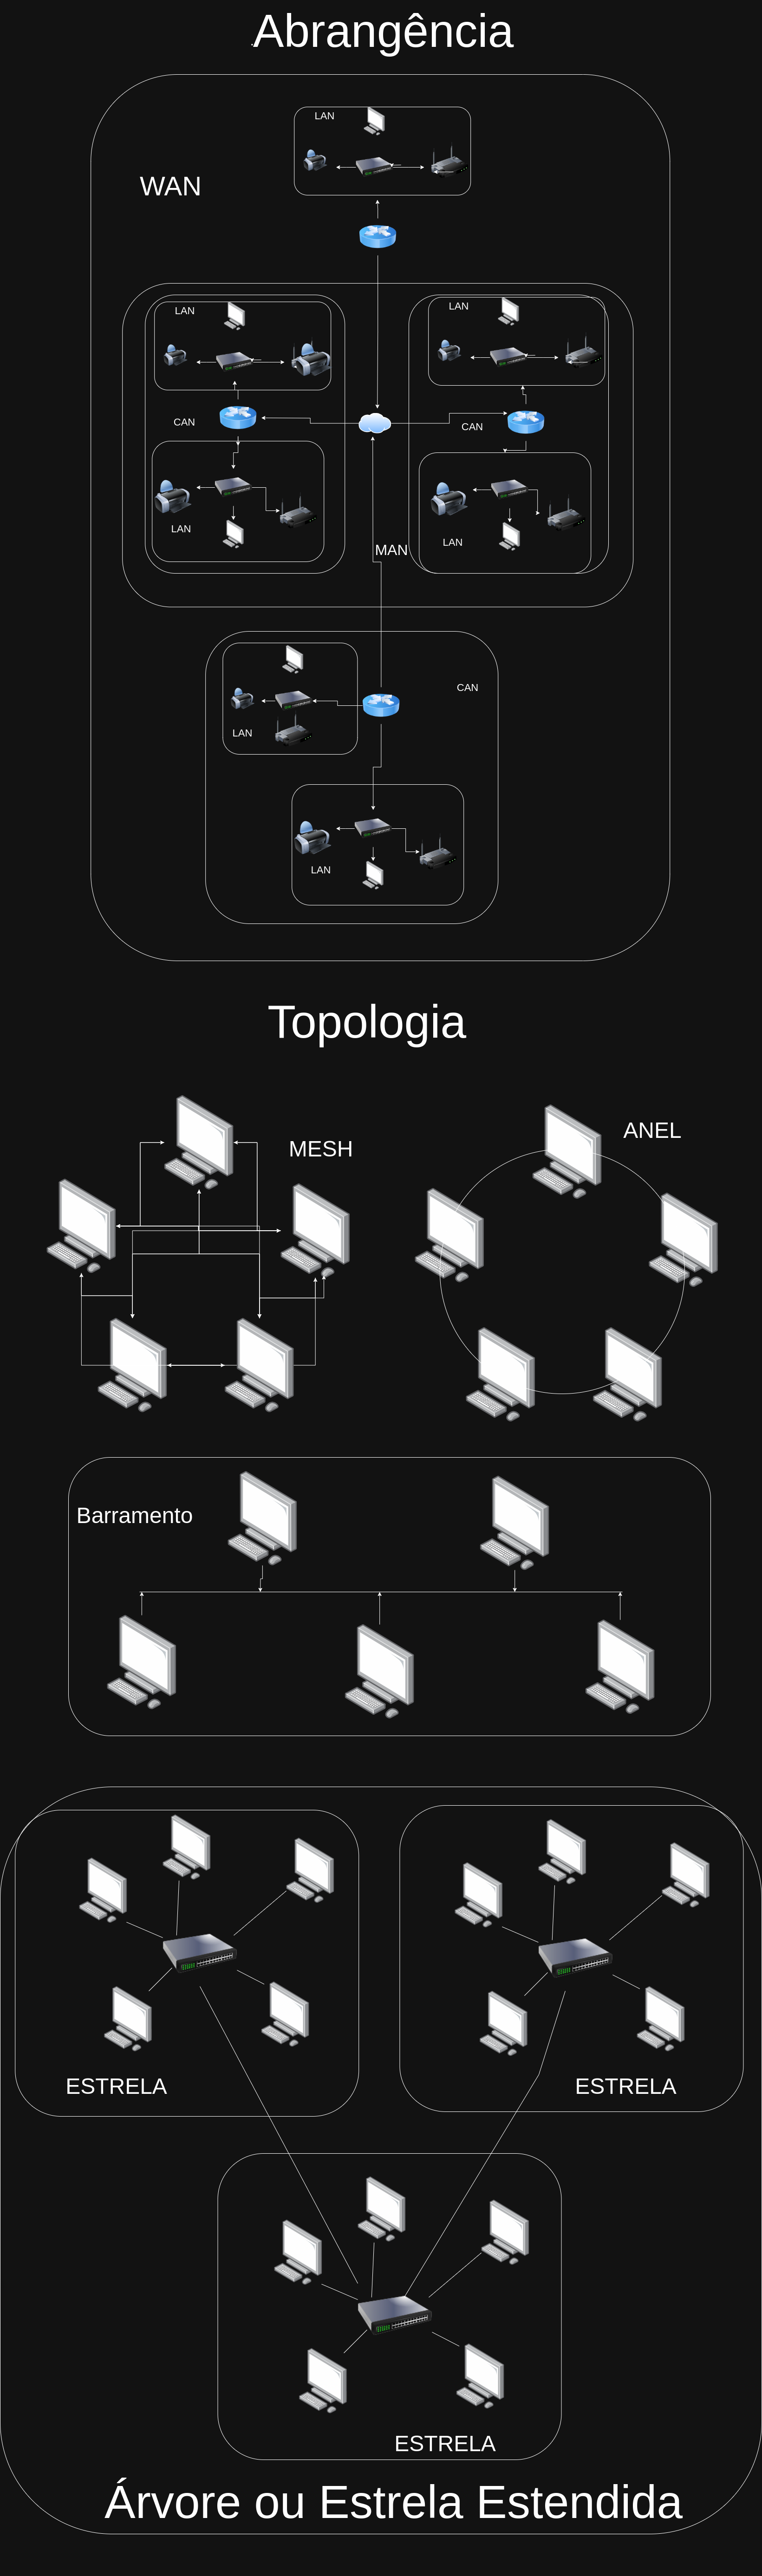 Abrangência
LAN
WAN
LAN
LAN
CAN
CAN
LAN
LAN
MAN
CAN
LAN
LAN
Topologia
MESH
ANEL
Barramento
ESTRELA
ESTRELA
ESTRELA
Árvore ou Estrela Estendida